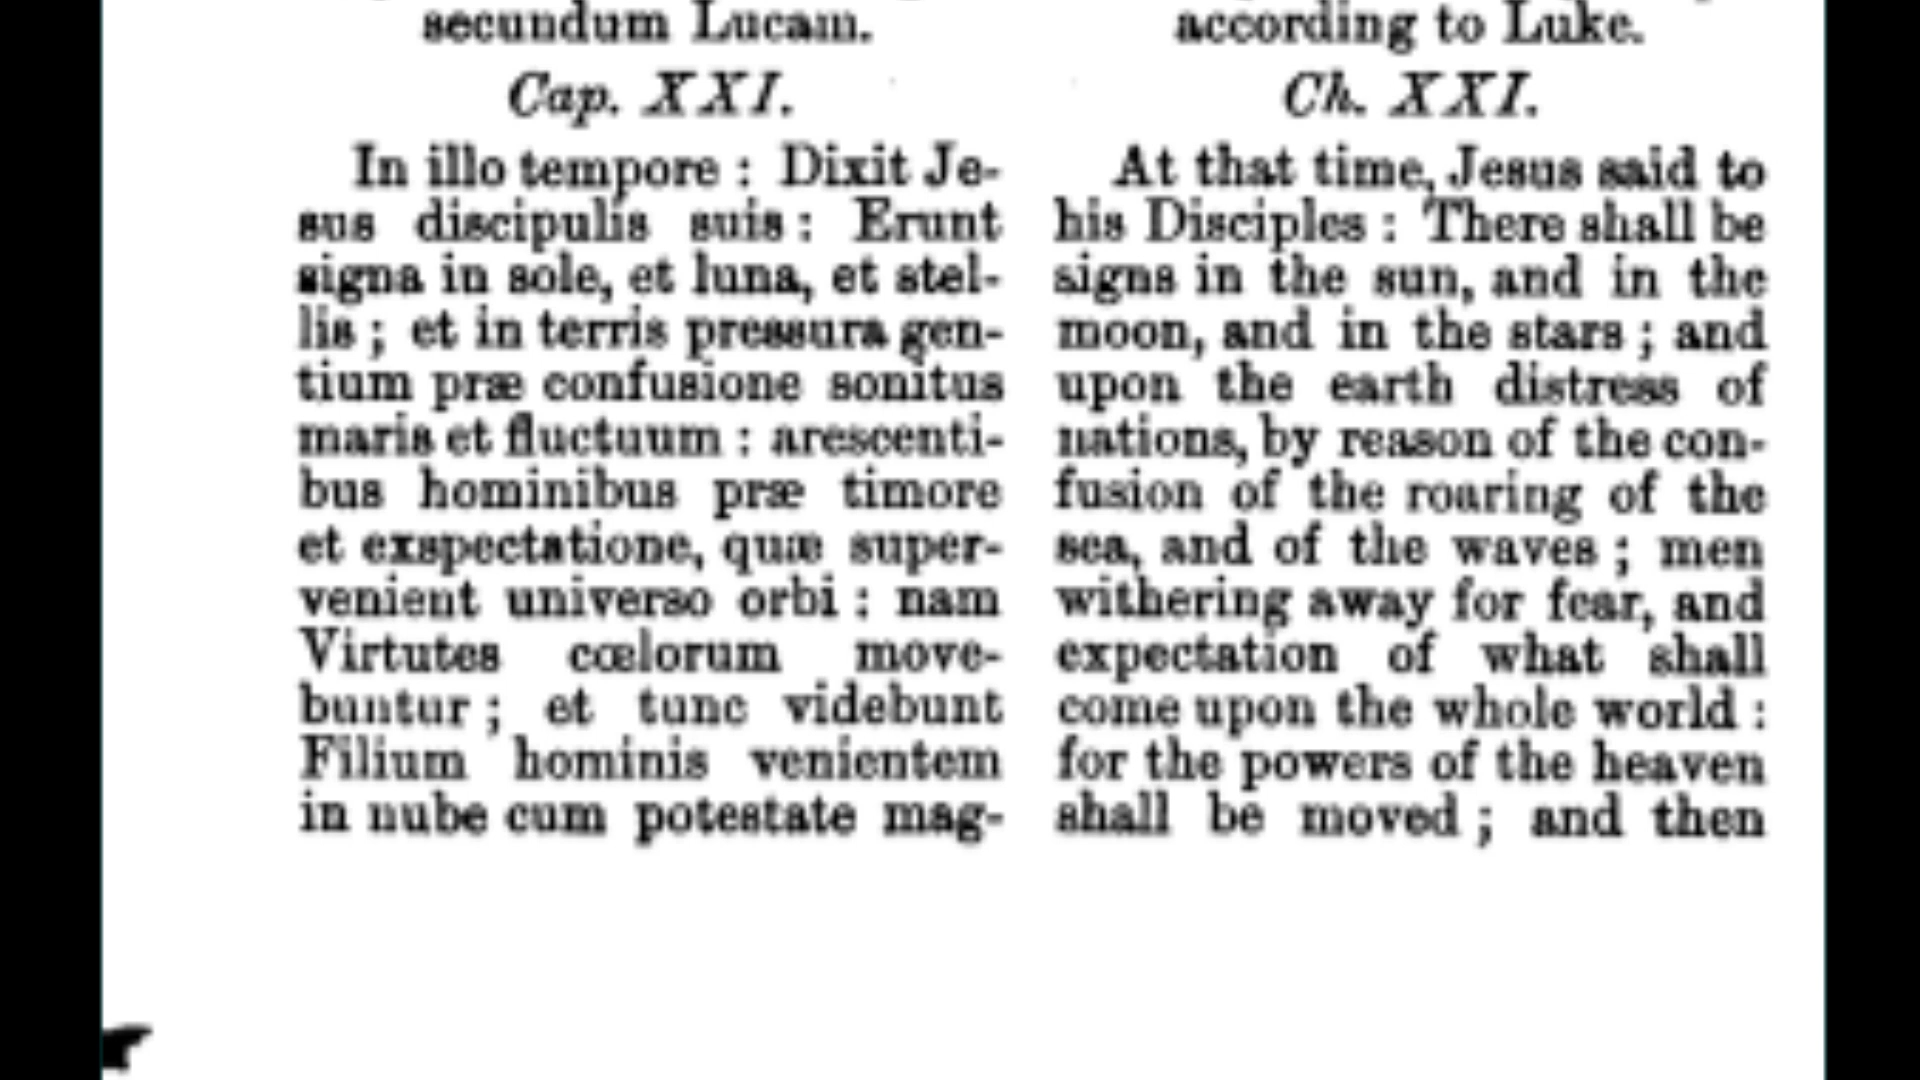 secundum Lucam.
Cap. XXI.
In illo tempore : Dixit Je-
sus discipulis suis : Erunt
signa in sole, et luna, et stel-
lis ; et in terris pressura gen-
tium præ confusione sonitus
maris et fluctuum : arescenti-
bus hominibus præ timore
et exspectatione, quæ super-
venient universo orbi : nam
Virtutes cœlorum move-
buntur ; et tunc videbunt
Filium hominis venientem
in nube cum potestate mag-
according to Luke.
Ch. XXI.
At that time, Jesus said to
his Disciples : There shall be
signs in the sun, and in the
moon, and in the stars ; and
upon the earth distress of
nations, by reason of the con-
fusion of the roaring of the
sea, and of the waves ; men
withering away for fear, and
expectation of what shall
come upon the whole world :
for the powers of the heaven
shall be moved ; and then